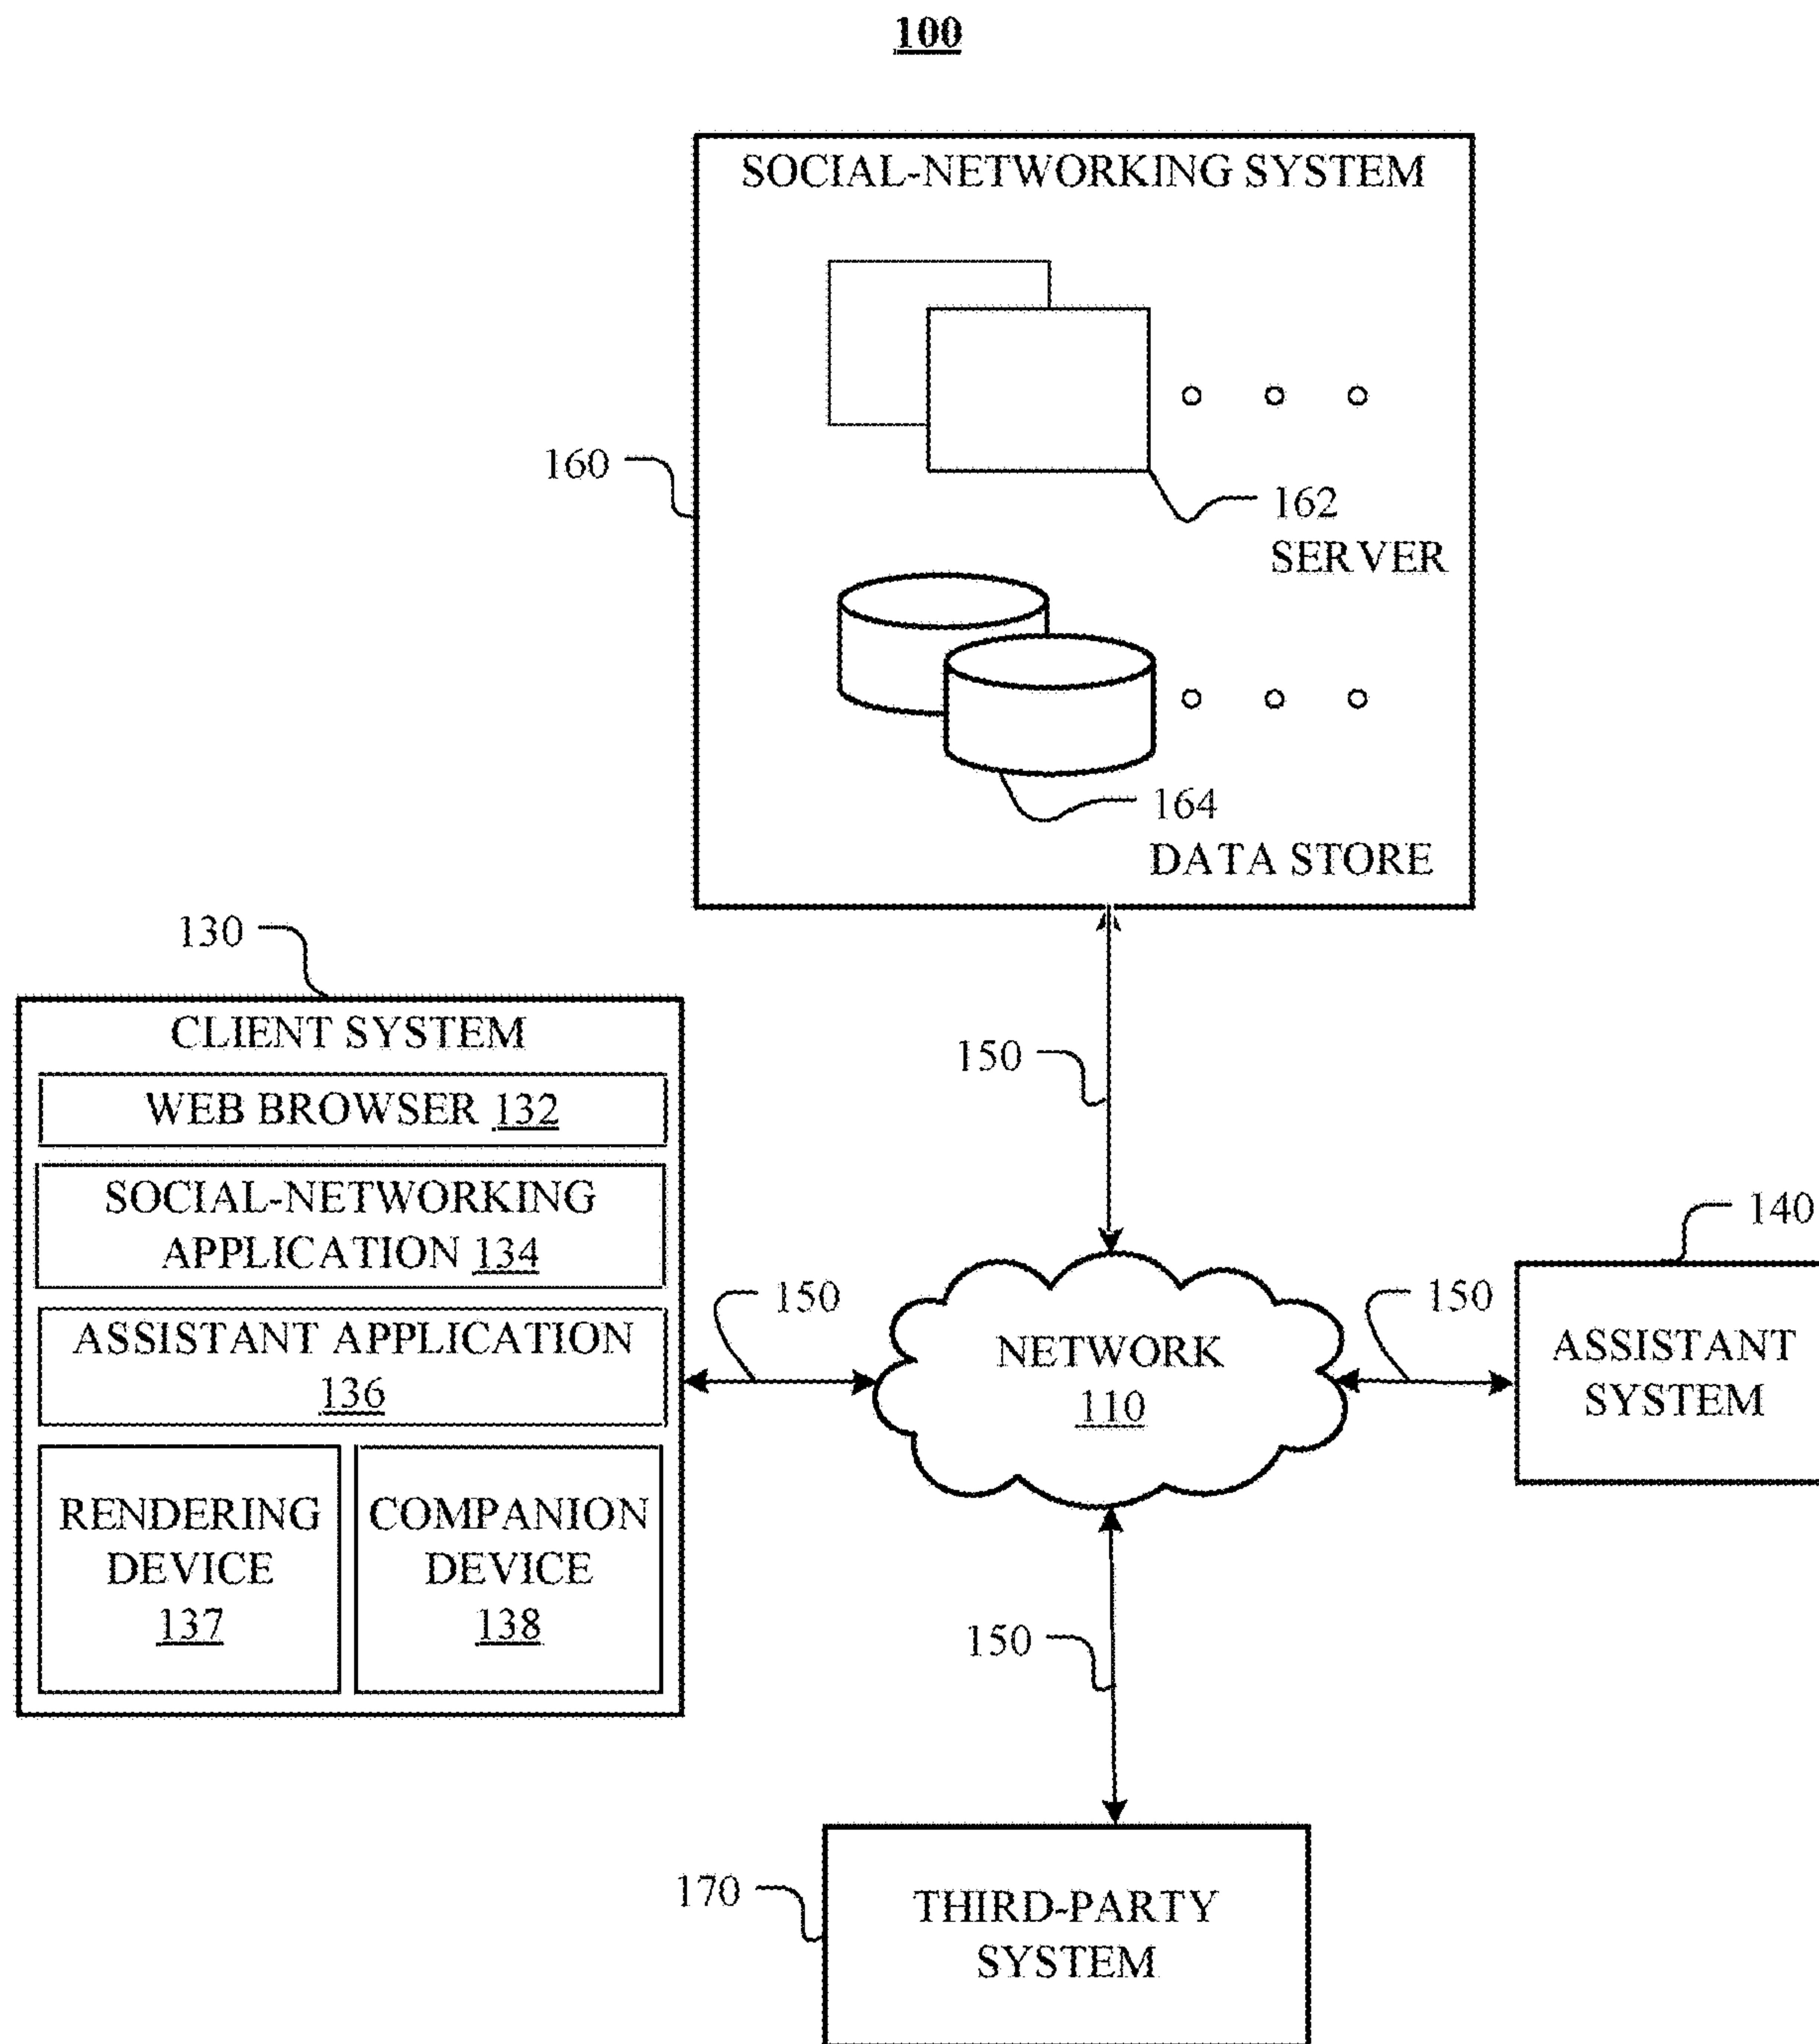 100
SOCIAL-NETWORKING SYSTEM
160
162
SERVER
164
DATA STORE
130
CLIENT SYSTEM
WEB BROWSER 132
SOCIAL-NETWORKING
APPLICATION 134
ASSISTANT APPLICATION
136
RENDERING
DEVICE
137
COMPANION
DEVICE
138
150
150
NETWORK
110
150
140
ASSISTANT
SYSTEM
150
170
THIRD-PARTY
SYSTEM